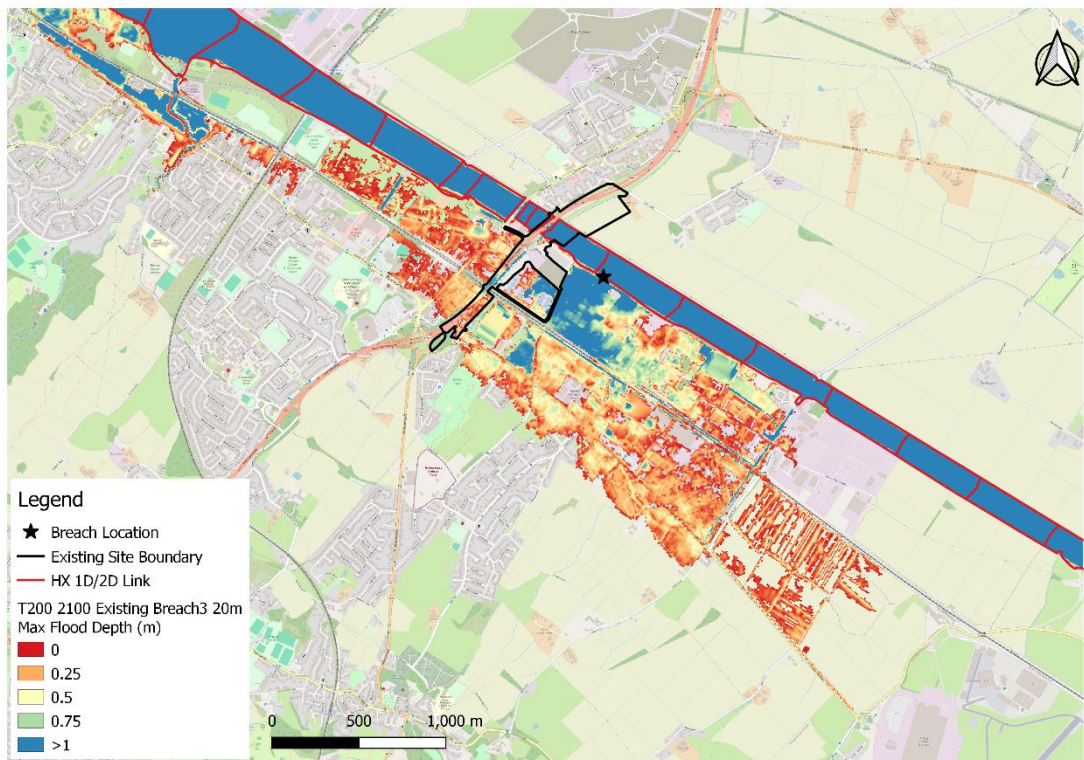 Legend
Breach Location
Existing Site Boundary
HX 1D/2D Link
T200 2100 Existing Breach3 20m
Max Flood Depth (m)
0
0.25
0.5
0.75
>1
0 500 1,000 m